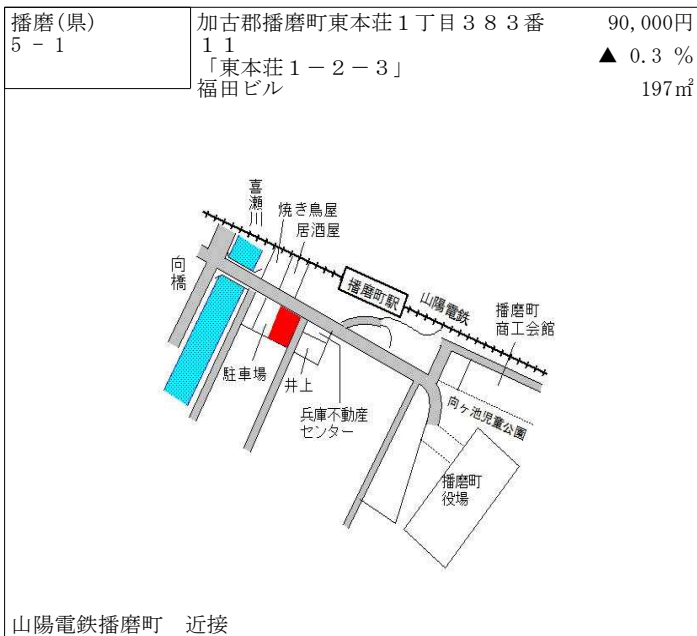 播磨(県)
5 - 1
加古郡播磨町東本荘１丁目３８３番
１１
「東本荘１－２－３」
福田ビル
90,000円
▲ 0.3 %
197㎡
喜瀬川
焼き鳥屋
居酒屋
向橋
播磨町駅
山陽電鉄
播磨町
商工会館
駐車場
井上
兵庫不動産
センター
向ヶ池児童公園
播磨町
役場
山陽電鉄播磨町　近接